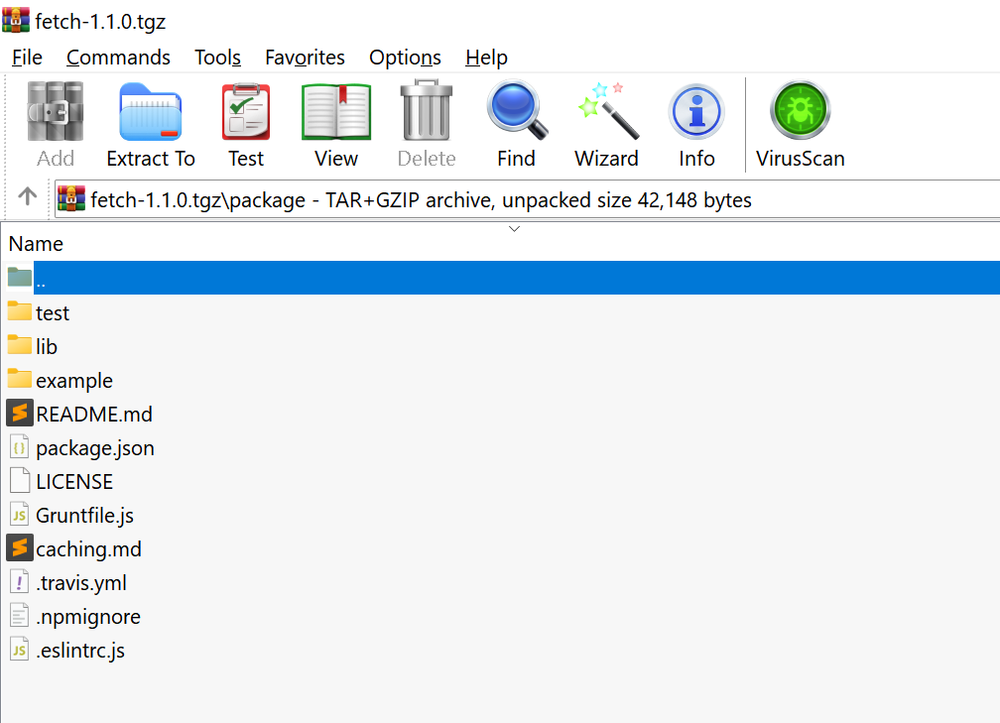 fetch-1.1.0.tgz
File Commands Tools Favorites Options Help
Add Extract To Test View Delete Find Wizard Info VirusScan
fetch-1.1.0.tgz\package - TAR+GZIP archive, unpacked size 42,148 bytes
Name
..
test
lib
example
README.md
package.json
LICENSE
Gruntfile.js
caching.md
.travis.yml
.npmignore
.eslintrc.js